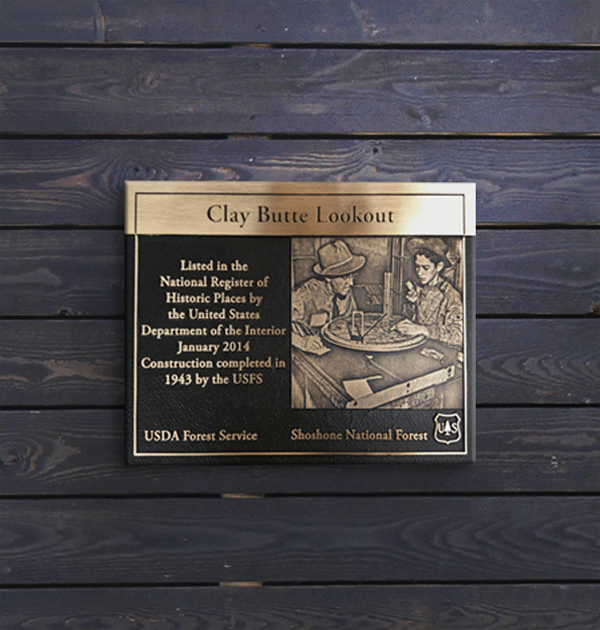 Clay Butte Lookout
Listed in the
National Register of
Historic Places by
the United States
Department of the Interior
January 2014
Construction completed in
1943 by the USFS
USDA Forest Service
Shoshone National Forest
US